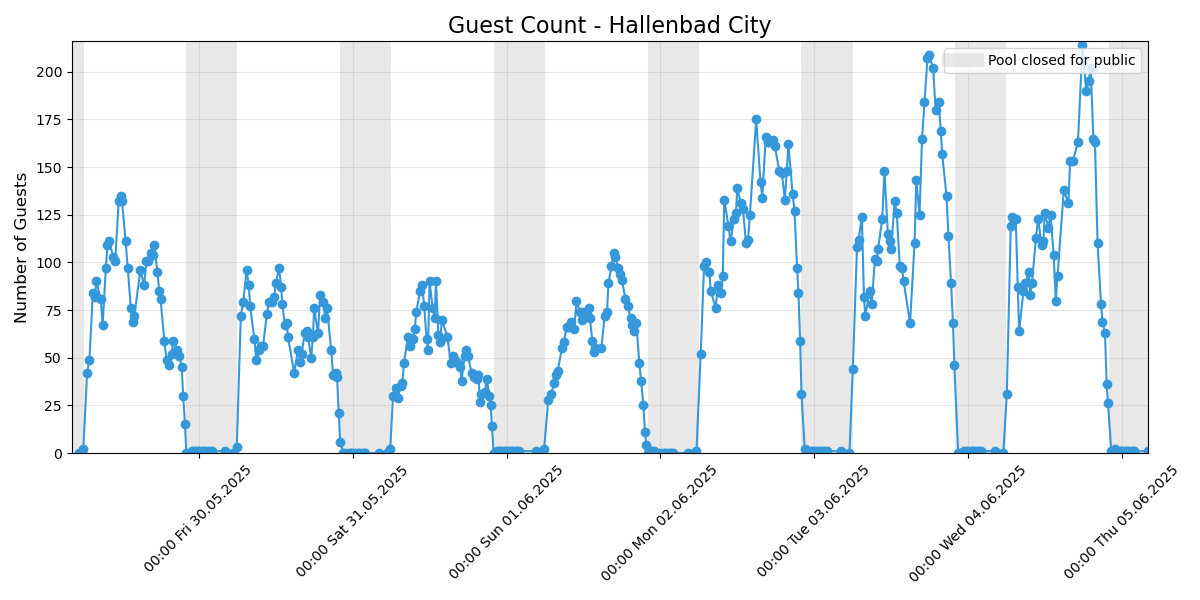 Guest Count - Hallenbad City
Pool closed for public
Number of Guests
200
175
150
125
100
75
50
25
0
00:00 Fri 30.05.2025
00:00 Sat 31.05.2025
00:00 Sun 01.06.2025
00:00 Mon 02.06.2025
00:00 Tue 03.06.2025
00:00 Wed 04.06.2025
00:00 Thu 05.06.2025